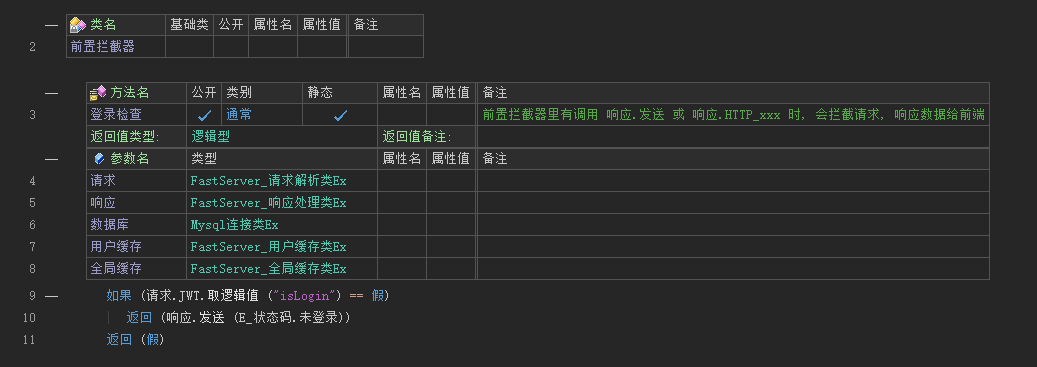 类名 基础类 公开 属性名 属性值 备注
2 前置拦截器
方法名 公开 类别 静态 属性名 属性值 备注
3 登录检查 通常 前置拦截器里有调用 响应.发送 或 响应.HTTP_xxx 时, 会拦截请求, 响应数据给前端
返回值类型: 逻辑型 返回值备注:
参数名 类型 属性名 属性值 备注
4 请求 FastServer_请求解析类Ex
5 响应 FastServer_响应处理类Ex
6 数据库 Mysql连接类Ex
7 用户缓存 FastServer_用户缓存类Ex
8 全局缓存 FastServer_全局缓存类Ex
9 如果 (请求.JWT.取逻辑值 ("isLogin") == 假)
10 返回 (响应.发送 (E_状态码.未登录))
11 返回 (假)